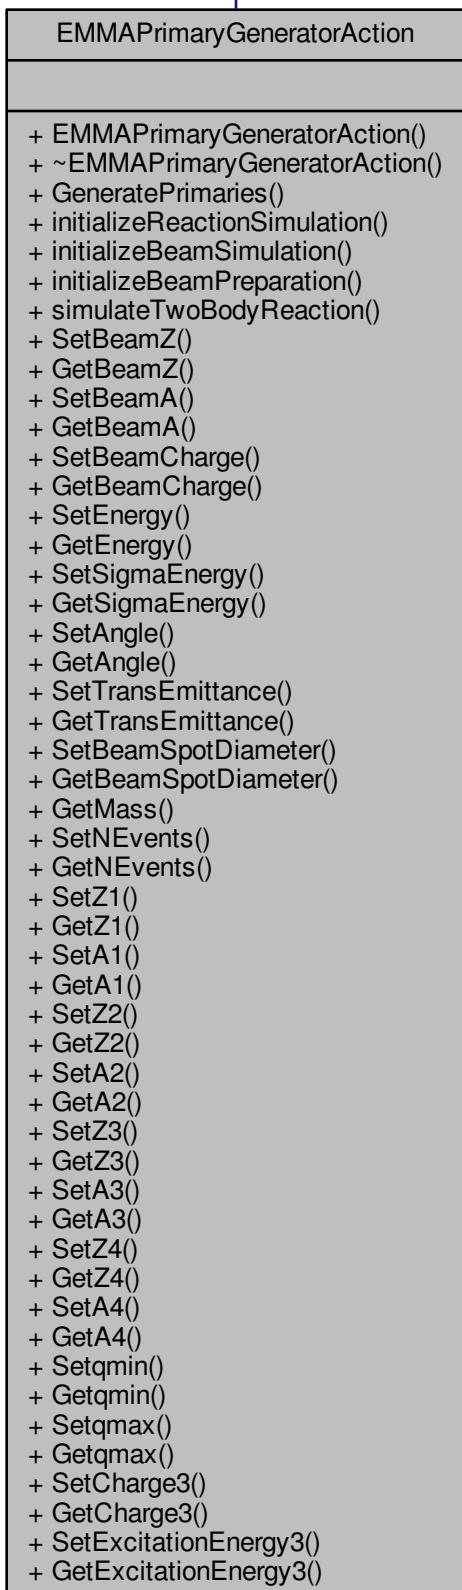 EMMAPrimaryGeneratorAction
+ EMMAPrimaryGeneratorAction()
+ ~EMMAPrimaryGeneratorAction()
+ GeneratePrimaries()
+ initializeReactionSimulation()
+ initializeBeamSimulation()
+ initializeBeamPreparation()
+ simulateTwoBodyReaction()
+ SetBeamZ()
+ GetBeamZ()
+ SetBeamA()
+ GetBeamA()
+ SetBeamCharge()
+ GetBeamCharge()
+ SetEnergy()
+ GetEnergy()
+ SetSigmaEnergy()
+ GetSigmaEnergy()
+ SetAngle()
+ GetAngle()
+ SetTransEmittance()
+ GetTransEmittance()
+ SetBeamSpotDiameter()
+ GetBeamSpotDiameter()
+ GetMass()
+ SetNEvents()
+ GetNEvents()
+ SetZ1()
+ GetZ1()
+ SetA1()
+ GetA1()
+ SetZ2()
+ GetZ2()
+ SetA2()
+ GetA2()
+ SetZ3()
+ GetZ3()
+ SetA3()
+ GetA3()
+ SetZ4()
+ GetZ4()
+ SetA4()
+ GetA4()
+ Setqmin()
+ Getqmin()
+ Setqmax()
+ Getqmax()
+ SetCharge3()
+ GetCharge3()
+ SetExcitationEnergy3()
+ GetExcitationEnergy3()